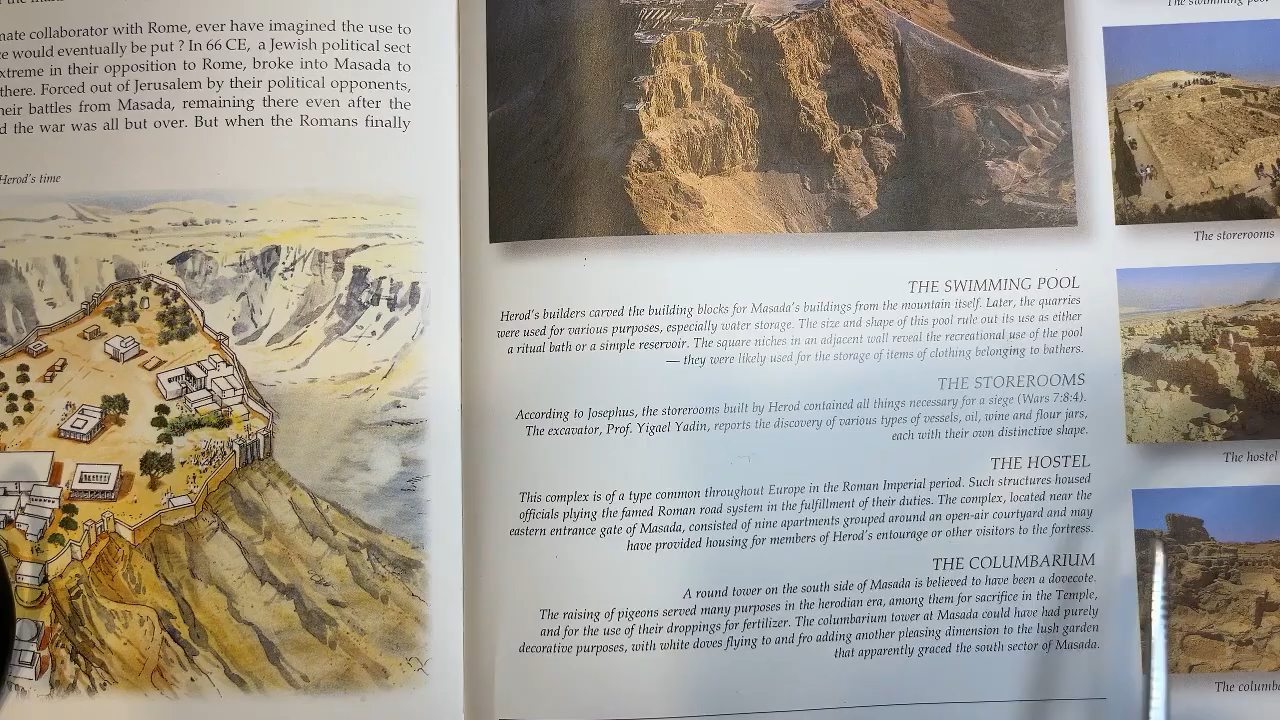 mate collaborator with Rome, ever have imagined the use to
would eventually be put ? In 66 CE, a Jewish political sect
xtreme in their opposition to Rome, broke into Masada to
there. Forced out of Jerusalem by their political opponents,
heir battles from Masada, remaining there even after the
d the war was all but over. But when the Romans finally
Herod's time
THE SWIMMING POOL
Herod's builders carved the building blocks for Masada's buildings from the mountain itself. Later, the quarries
were used for various purposes, especially water storage. The size and shape of this pool rule out its use as either
a ritual bath or a simple reservoir. The square niches in an adjacent wall reveal the recreational use of the pool
— they were likely used for the storage of items of clothing belonging to bathers.
THE STOREROOMS
According to Josephus, the storerooms built by Herod contained all things necessary for a siege (Wars 7:8:4).
The excavator, Prof. Yigael Yadin, reports the discovery of various types of vessels, oil, wine and flour jars,
each with their own distinctive shape.
THE HOSTEL
This complex is of a type common throughout Europe in the Roman Imperial period. Such structures housed
officials plying the famed Roman road system in the fulfillment of their duties. The complex, located near the
eastern entrance gate of Masada, consisted of nine apartments grouped around an open-air courtyard and may
have provided housing for members of Herod's entourage or other visitors to the fortress.
THE COLUMBARIUM
A round tower on the south side of Masada is believed to have been a dovecote.
The raising of pigeons served many purposes in the herodian era, among them for sacrifice in the Temple,
and for the use of their droppings for fertilizer. The columbarium tower at Masada could have had purely
decorative purposes, with white doves flying to and fro adding another pleasing dimension to the lush garden
that apparently graced the south sector of Masada.
The swimming pool
The storerooms
The hostel
The columba